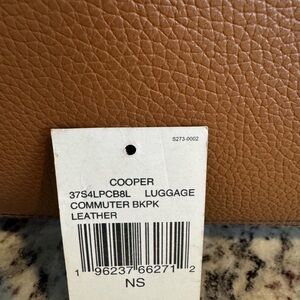 S273-0002
COOPER
37S4LPCB8L LUGGAGE
COMMUTER BKPK
LEATHER
1 96237 66271 2
NS